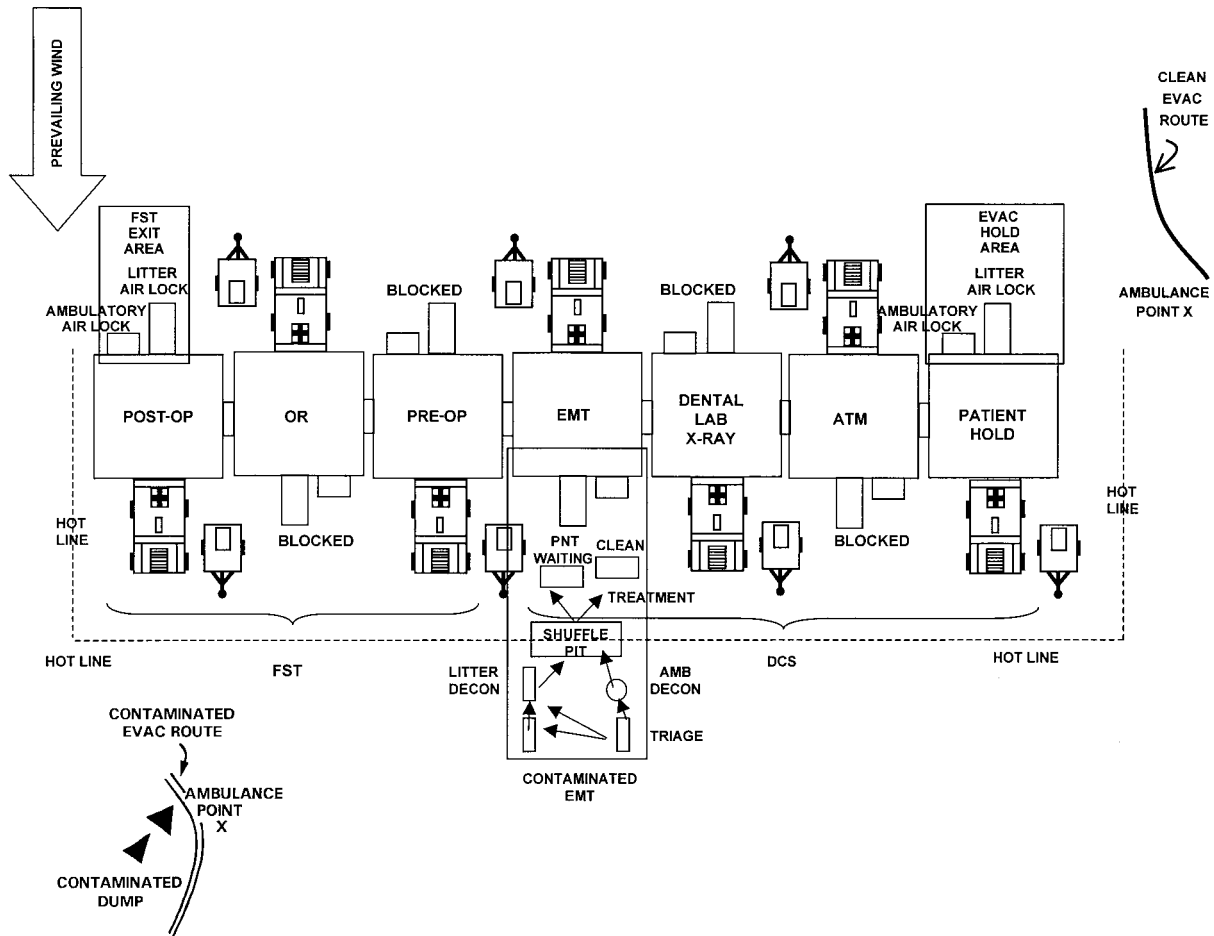 PREVAILING WIND
CLEAN
EVAC
ROUTE
FST
EXIT
AREA
LITTER
AIR LOCK
AMBULATORY
AIR LOCK
BLOCKED
BLOCKED
EVAC
HOLD
AREA
LITTER
AIR LOCK
AMBULATORY
AIR LOCK
AMBULANCE
POINT X
POST-OP
OR
PRE-OP
EMT
DENTAL
LAB
X-RAY
ATM
PATIENT
HOLD
HOT
LINE
BLOCKED
PNT
WAITING
CLEAN
BLOCKED
HOT
LINE
TREATMENT
SHUFFLE
PIT
HOT LINE
FST
DCS
HOT LINE
LITTER
DECON
AMB
DECON
TRIAGE
CONTAMINATED
EMT
CONTAMINATED
EVAC ROUTE
AMBULANCE
POINT
X
CONTAMINATED
DUMP